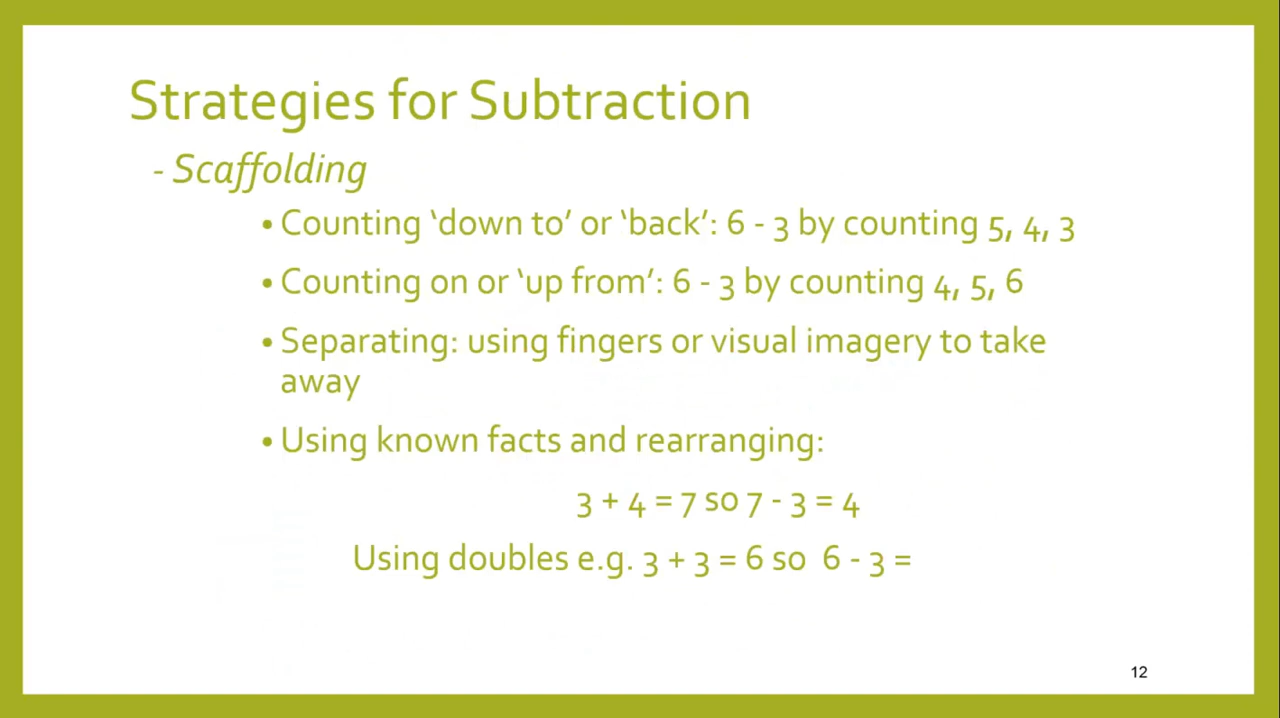 Strategies for Subtraction
- Scaffolding
• Counting ‘down to’ or ‘back’: 6 - 3 by counting 5, 4, 3
• Counting on or ‘up from’: 6 - 3 by counting 4, 5, 6
• Separating: using fingers or visual imagery to take
away
• Using known facts and rearranging:
3 + 4 = 7 so 7 - 3 = 4
Using doubles e.g. 3 + 3 = 6 so 6 - 3 =
12